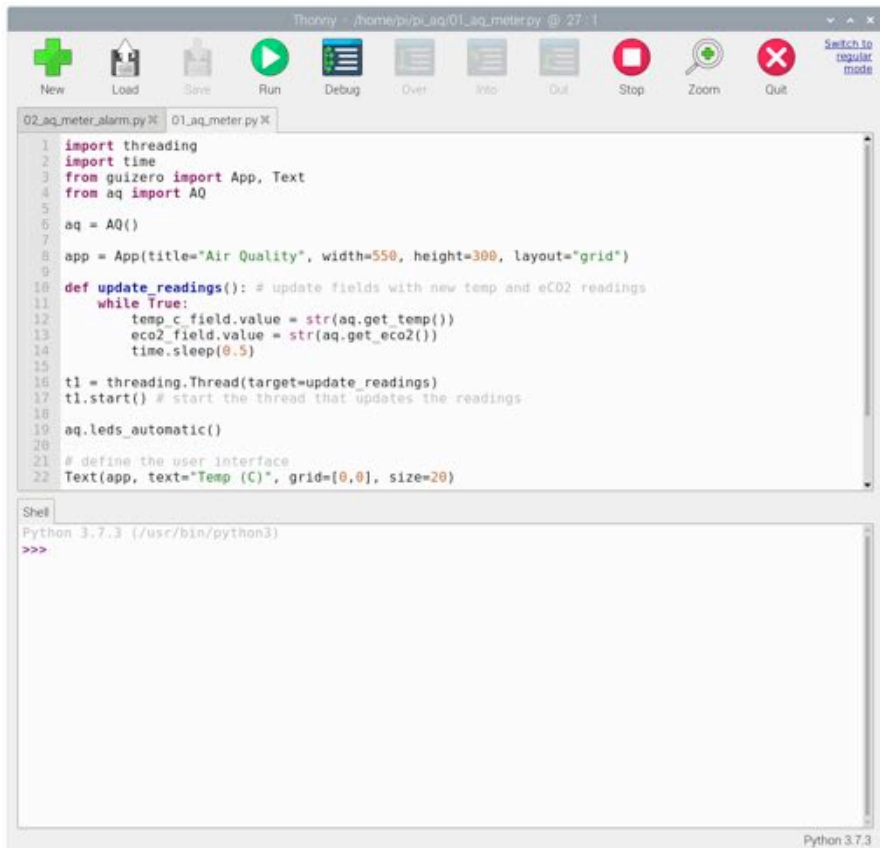 Thonny - /home/pi/pi_aq/01_aq_meter.py @ 27 : 1
New Load Save Run Debug Over Into Out Stop Zoom Quit
Switch to
regular
mode
02_aq_meter_alarm.py 01_aq_meter.py
1 import threading
2 import time
3 from guizero import App, Text
4 from aq import AQ
5
6 aq = AQ()
7
8 app = App(title="Air Quality", width=550, height=300, layout="grid")
9
10 def update_readings(): # update fields with new temp and eCO2 readings
11     while True:
12         temp_c_field.value = str(aq.get_temp())
13         eco2_field.value = str(aq.get_eco2())
14         time.sleep(0.5)
15
16 t1 = threading.Thread(target=update_readings)
17 t1.start() # start the thread that updates the readings
18
19 aq.leds_automatic()
20
21 # define the user interface
22 Text(app, text="Temp (C)", grid=[0,0], size=20)
Shell
Python 3.7.3 (/usr/bin/python3)
>>>
Python 3.7.3